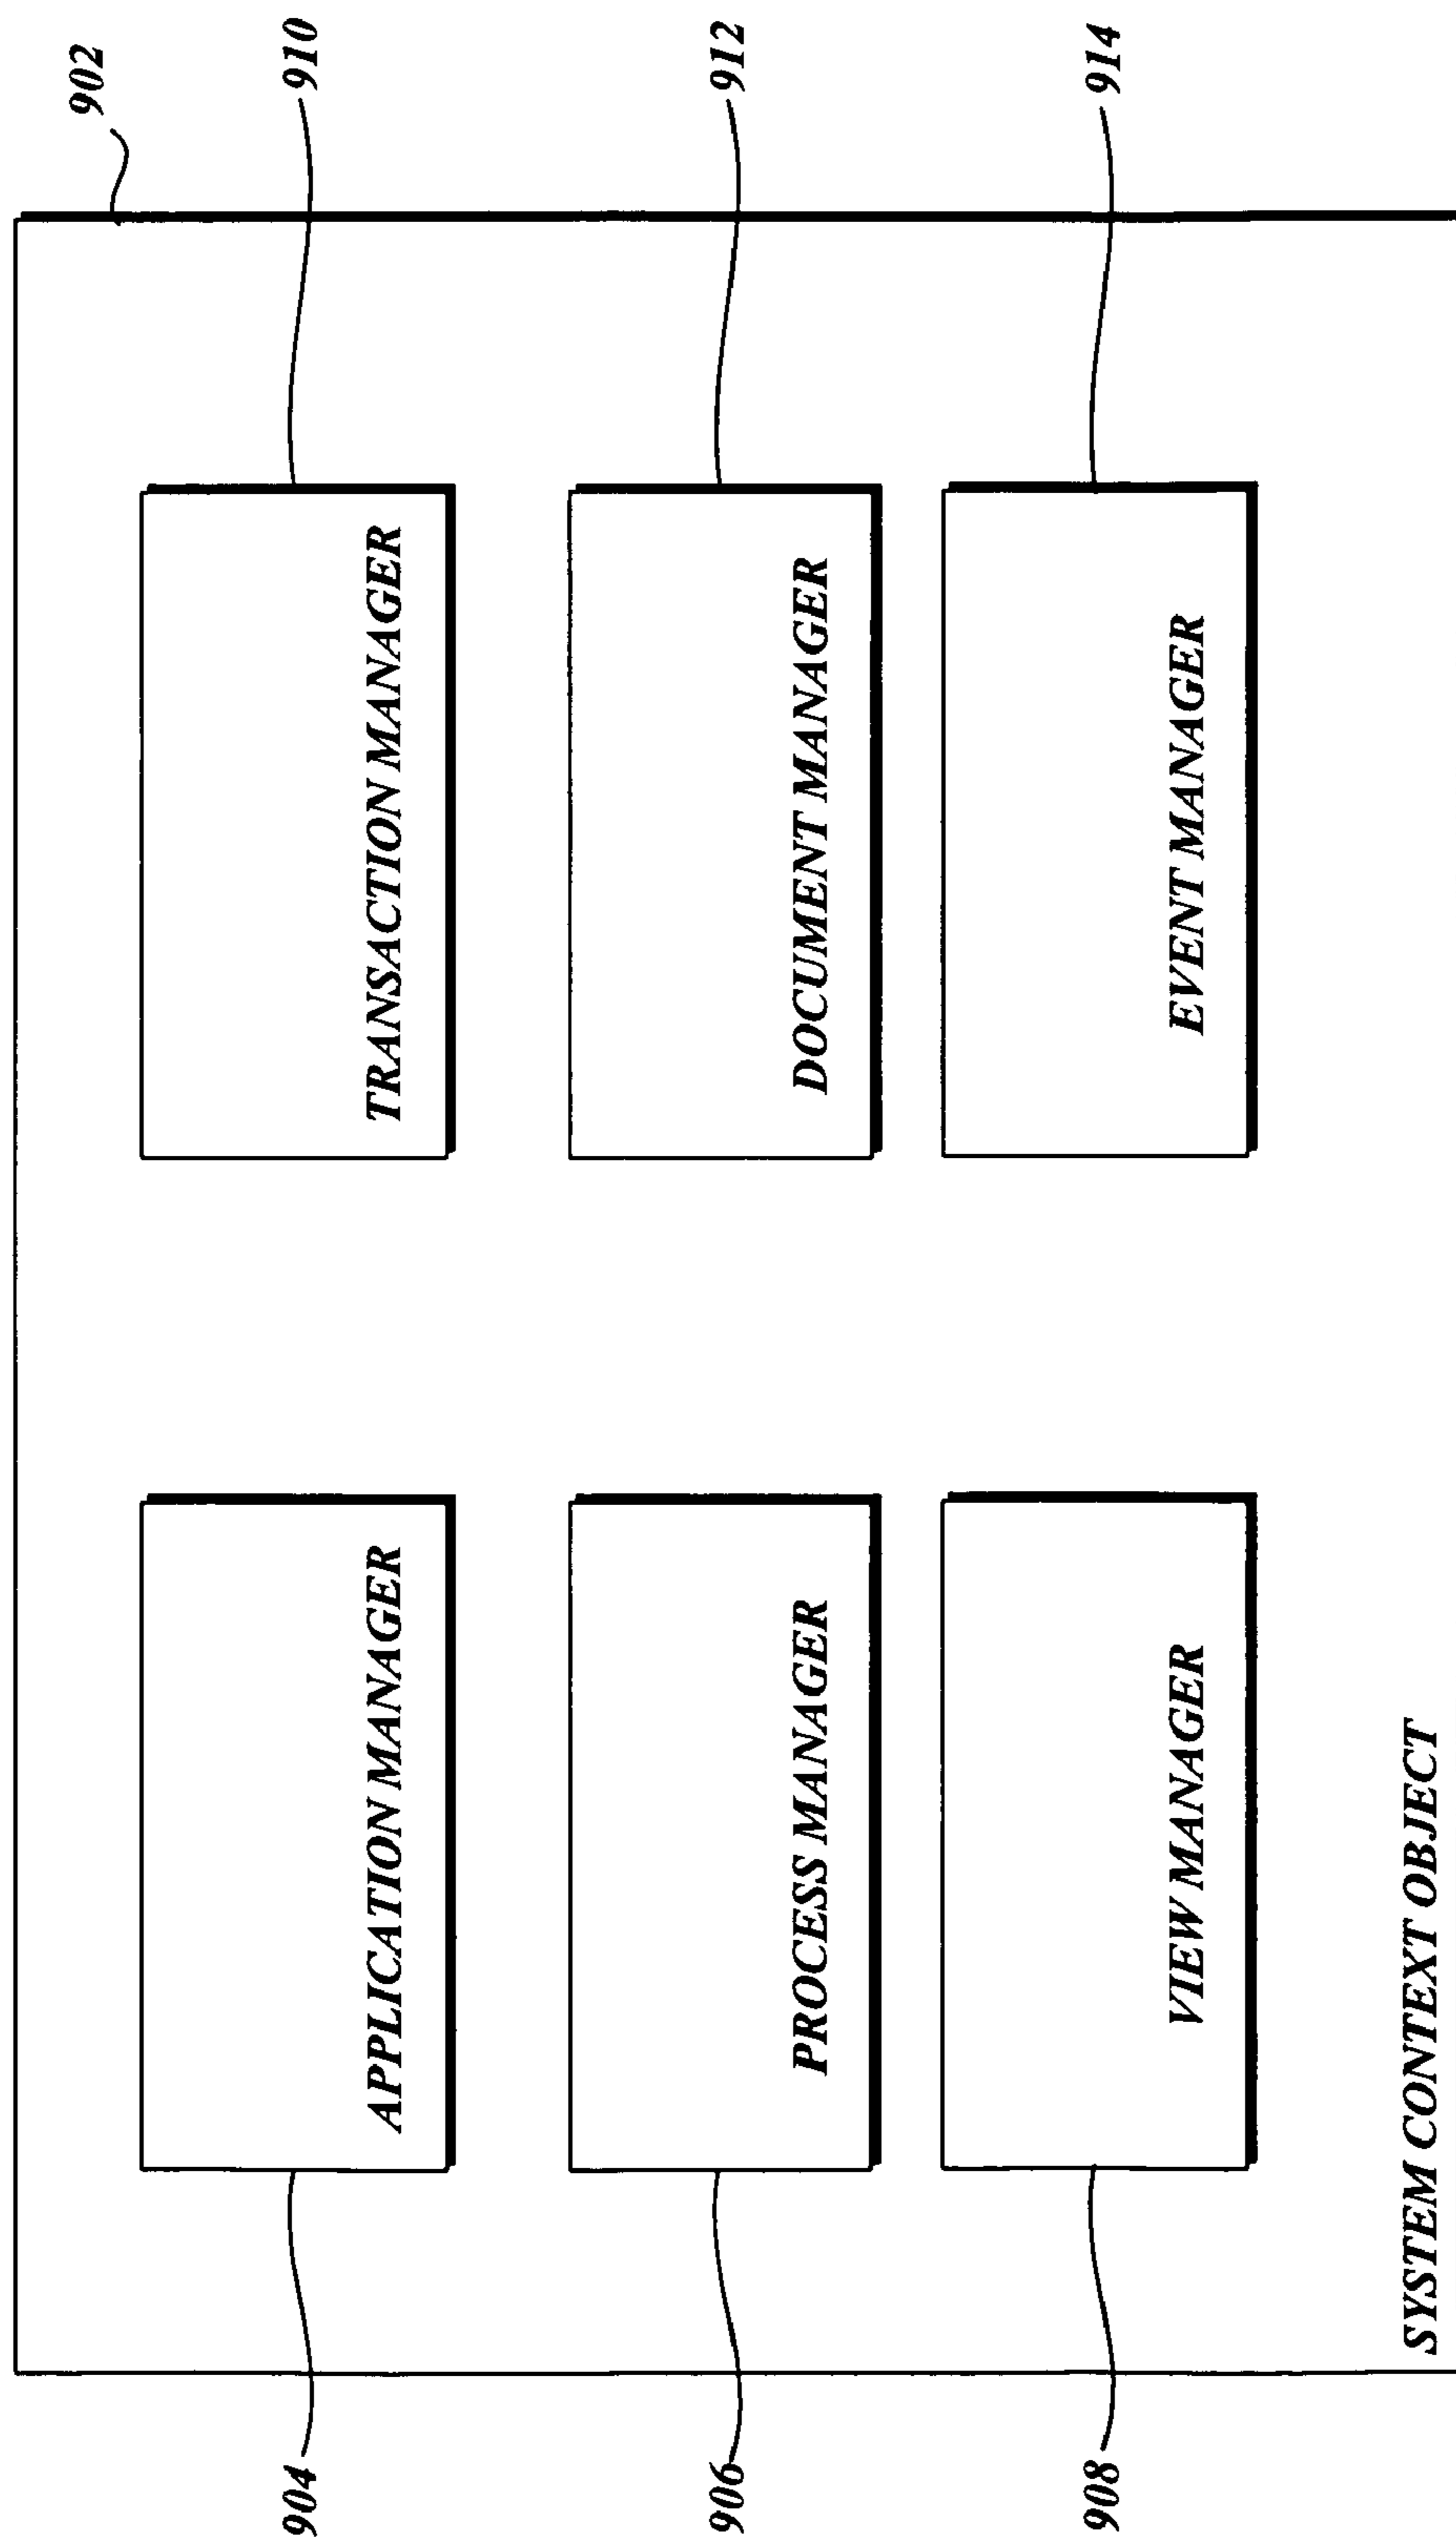 902
904
APPLICATION MANAGER
TRANSACTION MANAGER
910
906
PROCESS MANAGER
DOCUMENT MANAGER
912
908
VIEW MANAGER
EVENT MANAGER
914
SYSTEM CONTEXT OBJECT